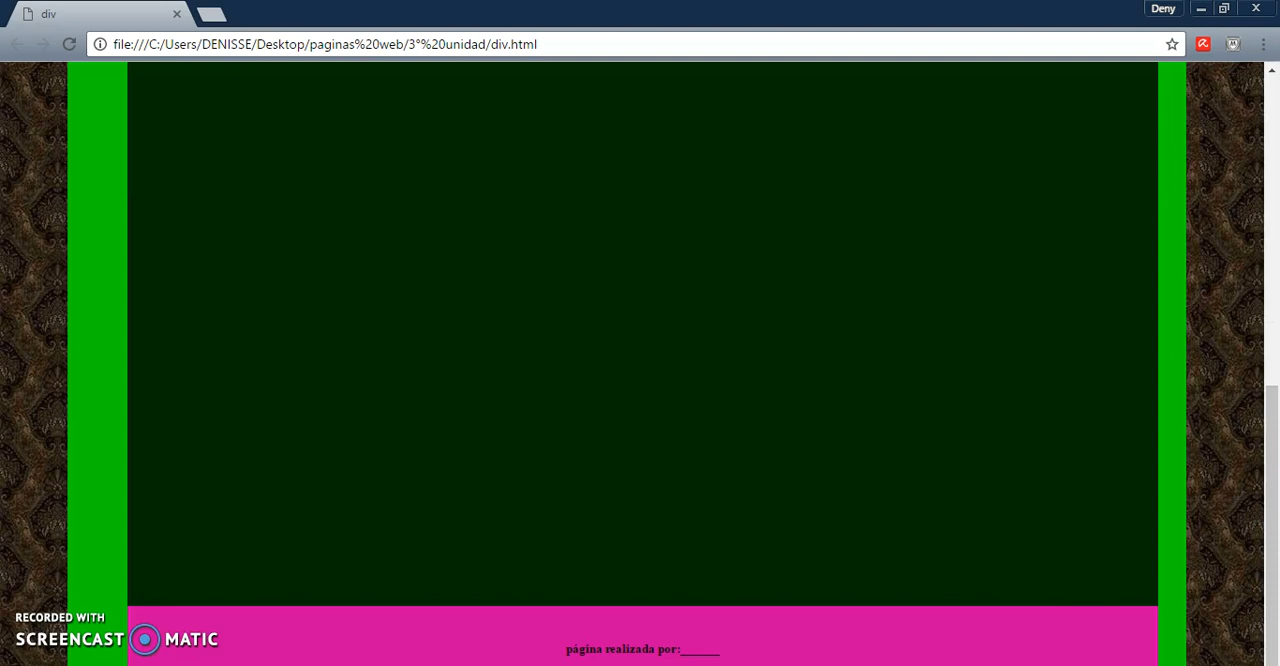 div
Deny
file:///C:/Users/DENISSE/Desktop/paginas%20web/3°%20unidad/div.html
RECORDED WITH
SCREENCAST MATIC
página realizada por:_______